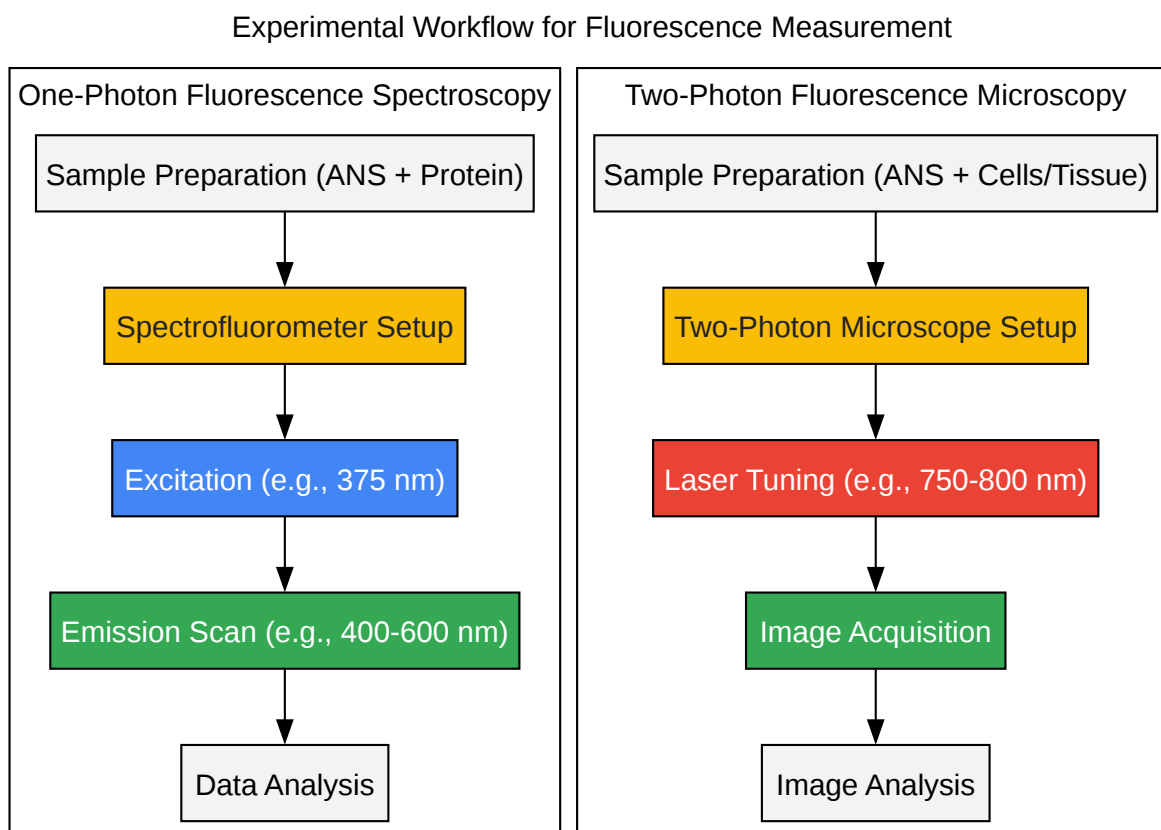 Experimental Workflow for Fluorescence Measurement
One-Photon Fluorescence Spectroscopy
Sample Preparation (ANS + Protein)
Spectrofluorometer Setup
Excitation (e.g., 375 nm)
Emission Scan (e.g., 400-600 nm)
Data Analysis
Two-Photon Fluorescence Microscopy
Sample Preparation (ANS + Cells/Tissue)
Two-Photon Microscope Setup
Laser Tuning (e.g., 750-800 nm)
Image Acquisition
Image Analysis